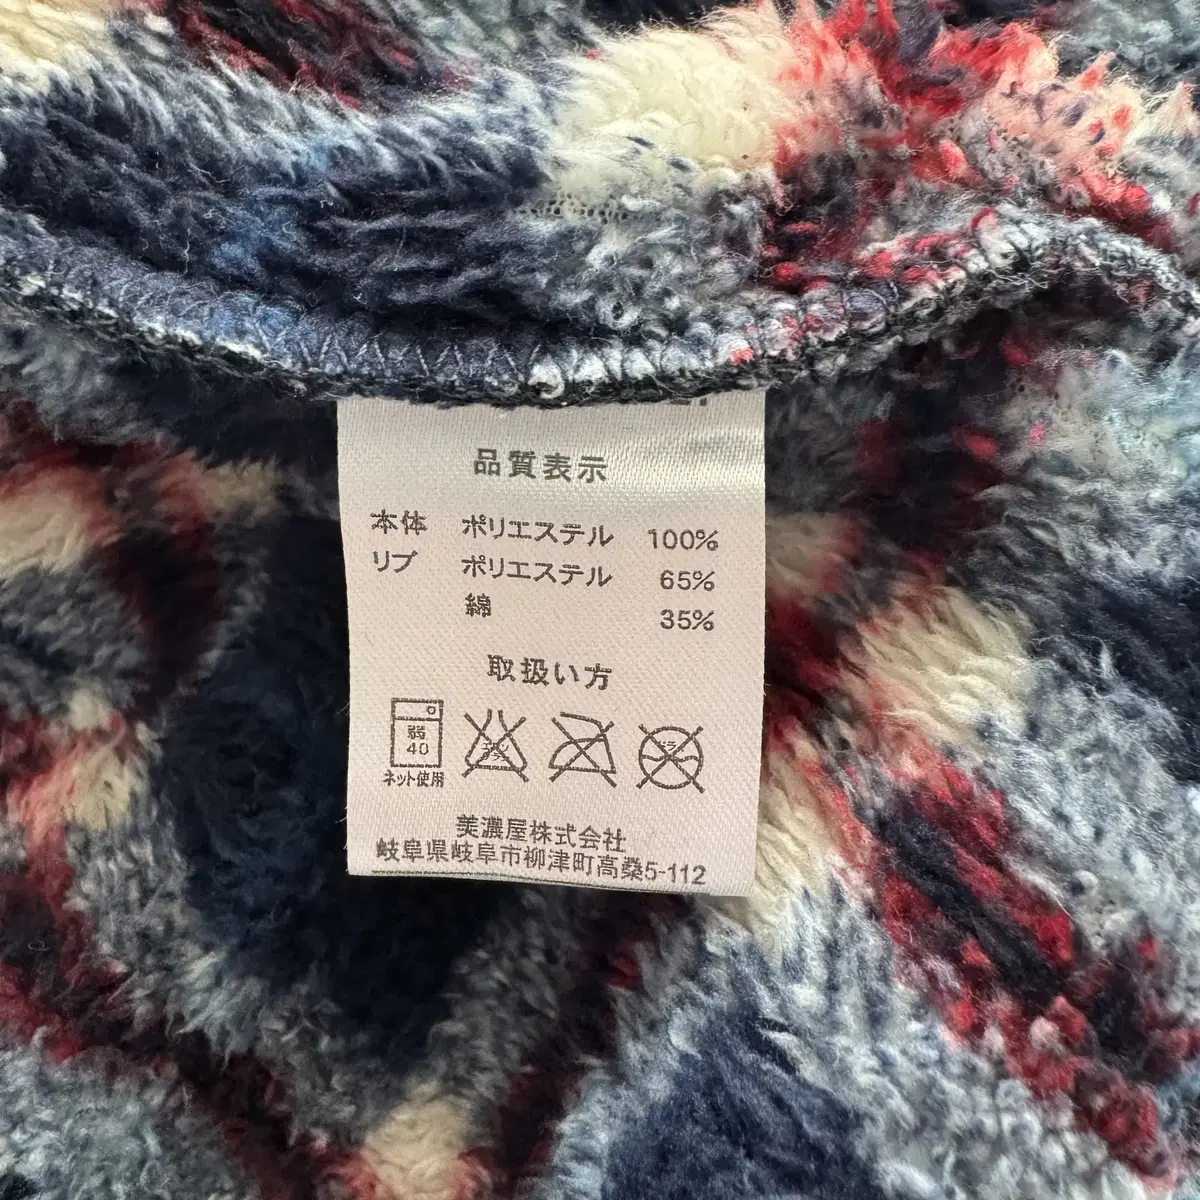 品質表示
本体 ポリエステル 100%
リブ ポリエステル 65%
綿 35%
取扱い方
弱
40
ネット使用
美濃屋株式会社
岐阜県岐阜市柳津町高桑5-112